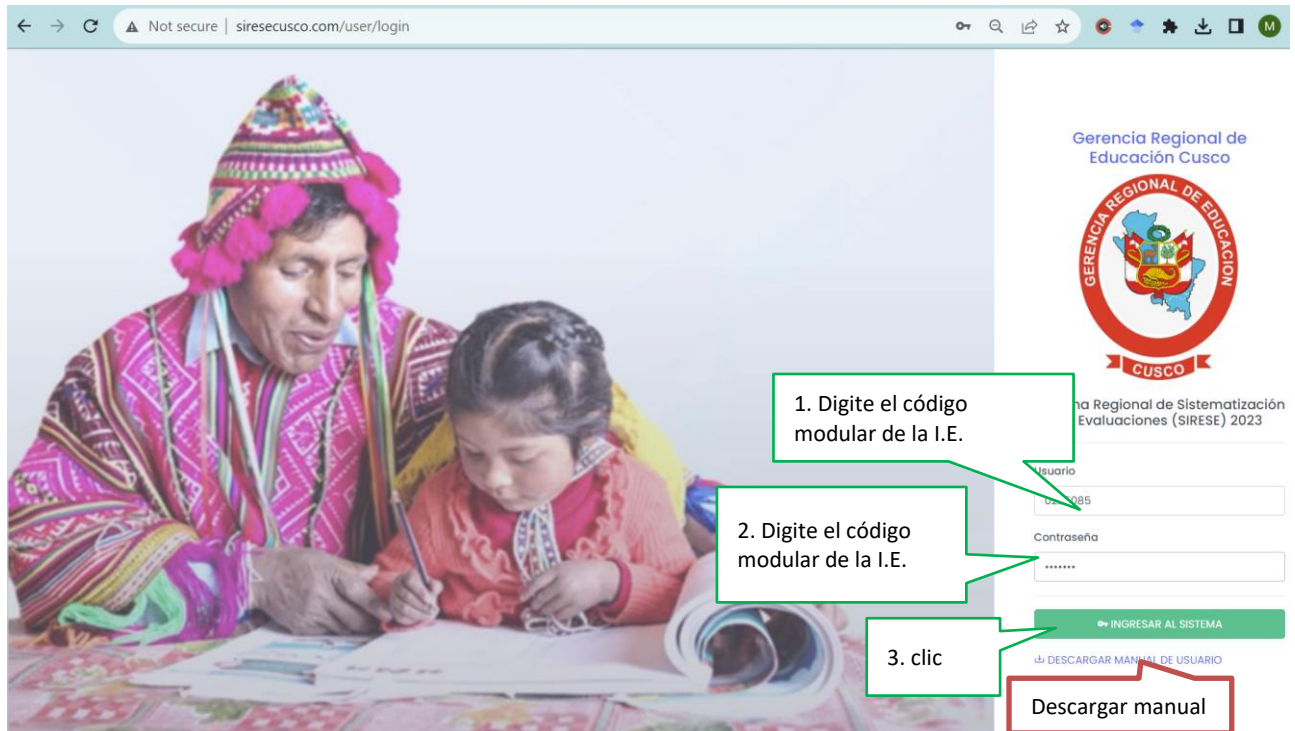 Not secure | siresecusco.com/user/login
M
Gerencia Regional de
Educación Cusco
GERENCIA REGIONAL DE EDUCACION
CUSCO
1. Digite el código
modular de la I.E.
na Regional de Sistematización
Evaluaciones (SIRESE) 2023
Usuario
085
2. Digite el código
modular de la I.E.
Contraseña
•••••••
INGRESAR AL SISTEMA
3. clic
DESCARGAR MANUAL DE USUARIO
Descargar manual